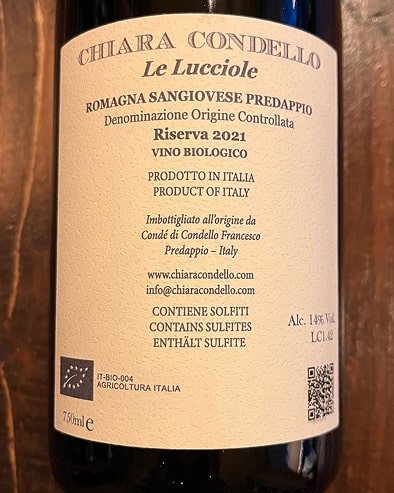 CHIARA CONDELLO
Le Lucciole
ROMAGNA SANGIOVESE PREDAPPIO
Denominazione Origine Controllata
Riserva 2021
VINO BIOLOGICO
PRODOTTO IN ITALIA
PRODUCT OF ITALY
Imbottigliato all'origine da
Condé di Condello Francesco
Predappio – Italy
www.chiaracondello.com
info@chiaracondello.com
CONTIENE SOLFITI
CONTAINS SULFITES
ENTHÄLT SULFITE
Alc. 14% Vol.
LC1.42
IT-BIO-004
AGRICOLTURA ITALIA
750ml e